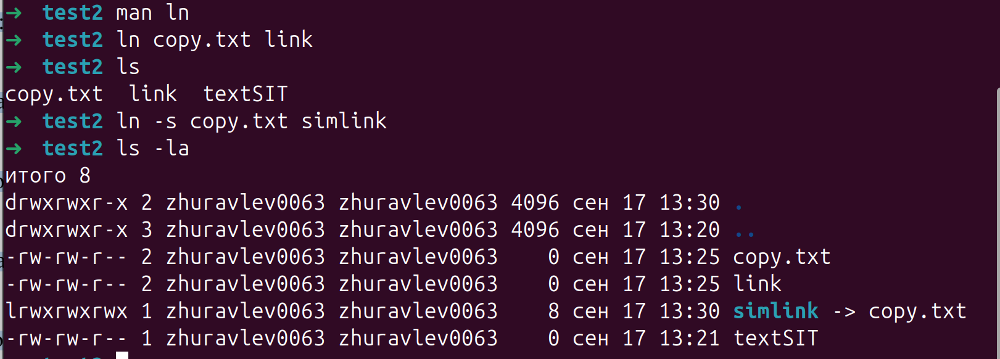 ➜ test2 man ln
➜ test2 ln copy.txt link
➜ test2 ls
copy.txt link textSIT
➜ test2 ln -s copy.txt simlink
➜ test2 ls -la
итого 8
drwxrwxr-x 2 zhuravlev0063 zhuravlev0063 4096 сен 17 13:30 .
drwxrwxr-x 3 zhuravlev0063 zhuravlev0063 4096 сен 17 13:20 ..
-rw-rw-r-- 2 zhuravlev0063 zhuravlev0063 0 сен 17 13:25 copy.txt
-rw-rw-r-- 2 zhuravlev0063 zhuravlev0063 0 сен 17 13:25 link
lrwxrwxrwx 1 zhuravlev0063 zhuravlev0063 8 сен 17 13:30 simlink -> copy.txt
-rw-rw-r-- 1 zhuravlev0063 zhuravlev0063 0 сен 17 13:21 textSIT